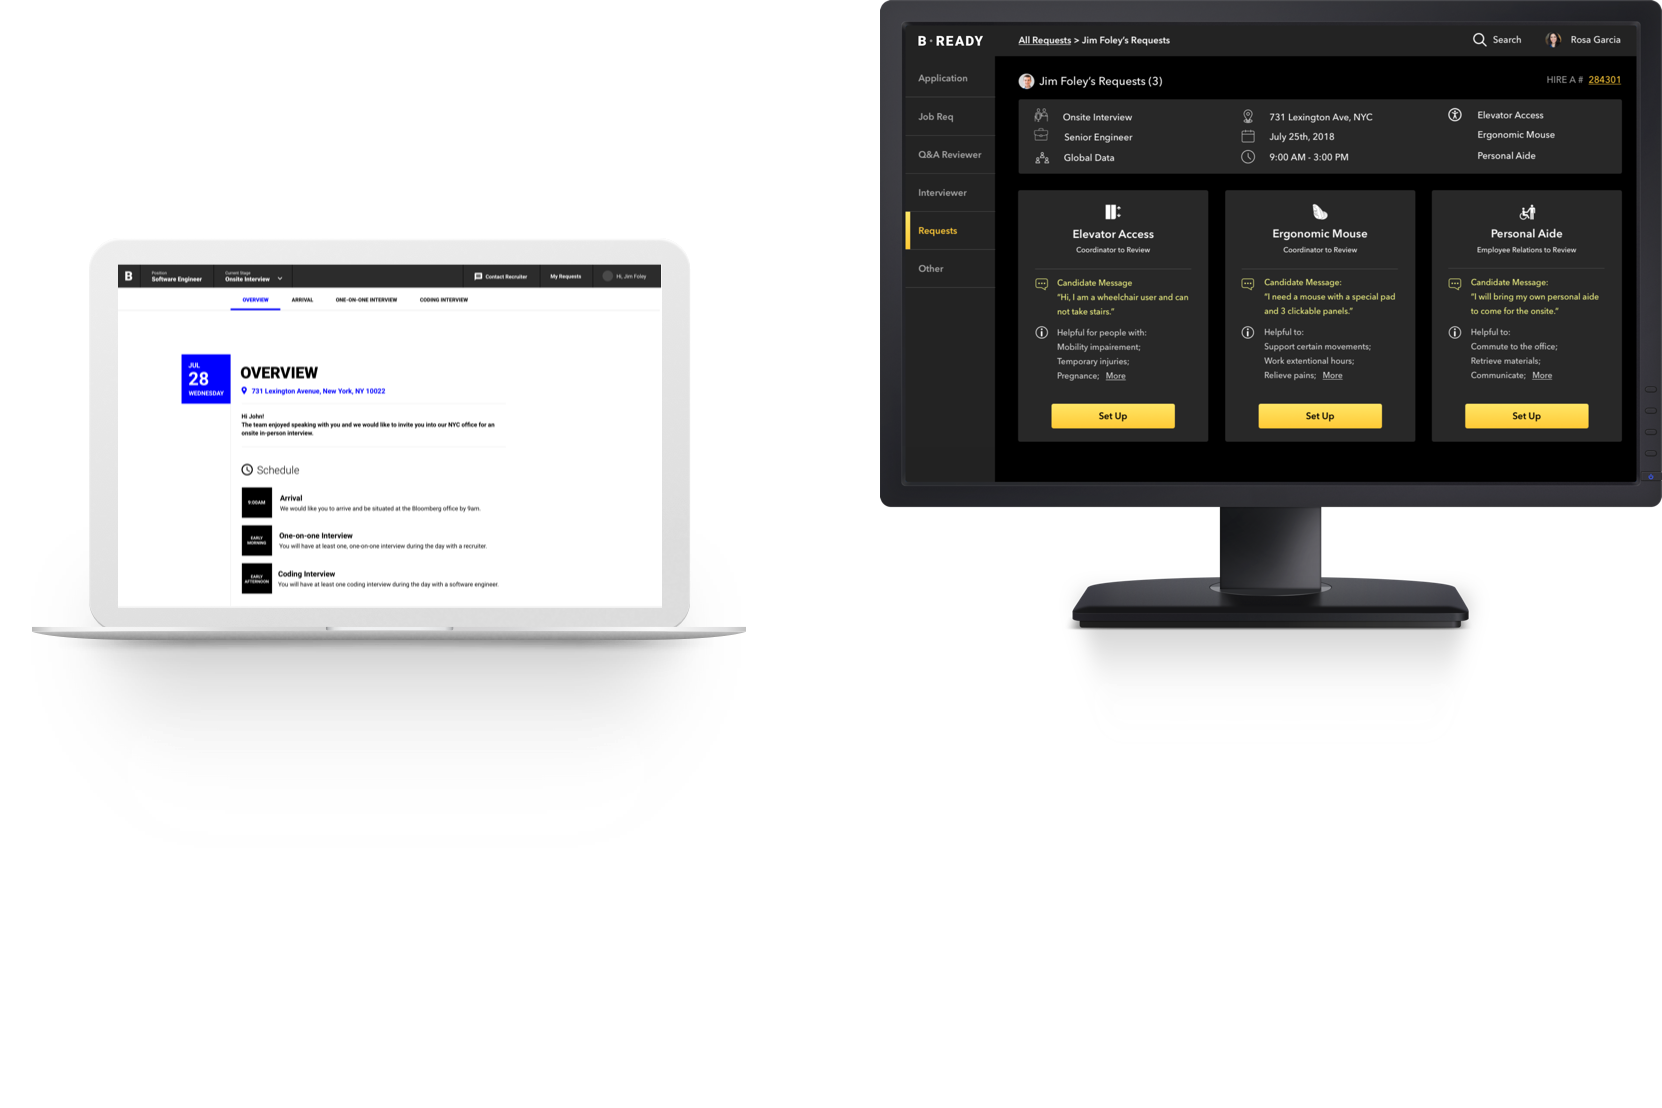 B
Position
Software Engineer
Current Stage
Onsite Interview
Contact Recruiter
My Requests
Hi, Jim Foley
OVERVIEW
ARRIVAL
ONE-ON-ONE INTERVIEW
CODING INTERVIEW
JUL
28
WEDNESDAY
OVERVIEW
731 Lexington Avenue, New York, NY 10022
Hi John!
The team enjoyed speaking with you and we would like to invite you into our NYC office for an
onsite in-person interview.
Schedule
9:00AM
Arrival
We would like you to arrive and be situated at the Bloomberg office by 9am.
EARLY
MORNING
One-on-one Interview
You will have at least one, one-on-one interview during the day with a recruiter.
EARLY
AFTERNOON
Coding Interview
You will have at least one coding interview during the day with a software engineer.
B · READY
All Requests > Jim Foley's Requests
Search
Rosa Garcia
Application
Job Req
Q&A Reviewer
Interviewer
Requests
Other
Jim Foley's Requests (3)
HIRE A # 284301
Onsite Interview
Senior Engineer
Global Data
731 Lexington Ave, NYC
July 25th, 2018
9:00 AM - 3:00 PM
Elevator Access
Ergonomic Mouse
Personal Aide
Elevator Access
Coordinator to Review
Candidate Message
"Hi, I am a wheelchair user and can
not take stairs."
Helpful for people with:
Mobility impairement;
Temporary injuries;
Pregnance; More
Set Up
Ergonomic Mouse
Coordinator to Review
Candidate Message:
"I need a mouse with a special pad
and 3 clickable panels."
Helpful to:
Support certain movements;
Work extentional hours;
Relieve pains; More
Set Up
Personal Aide
Employee Relations to Review
Candidate Message:
"I will bring my own personal aide
to come for the onsite."
Helpful to:
Commute to the office;
Retrieve materials;
Communicate; More
Set Up